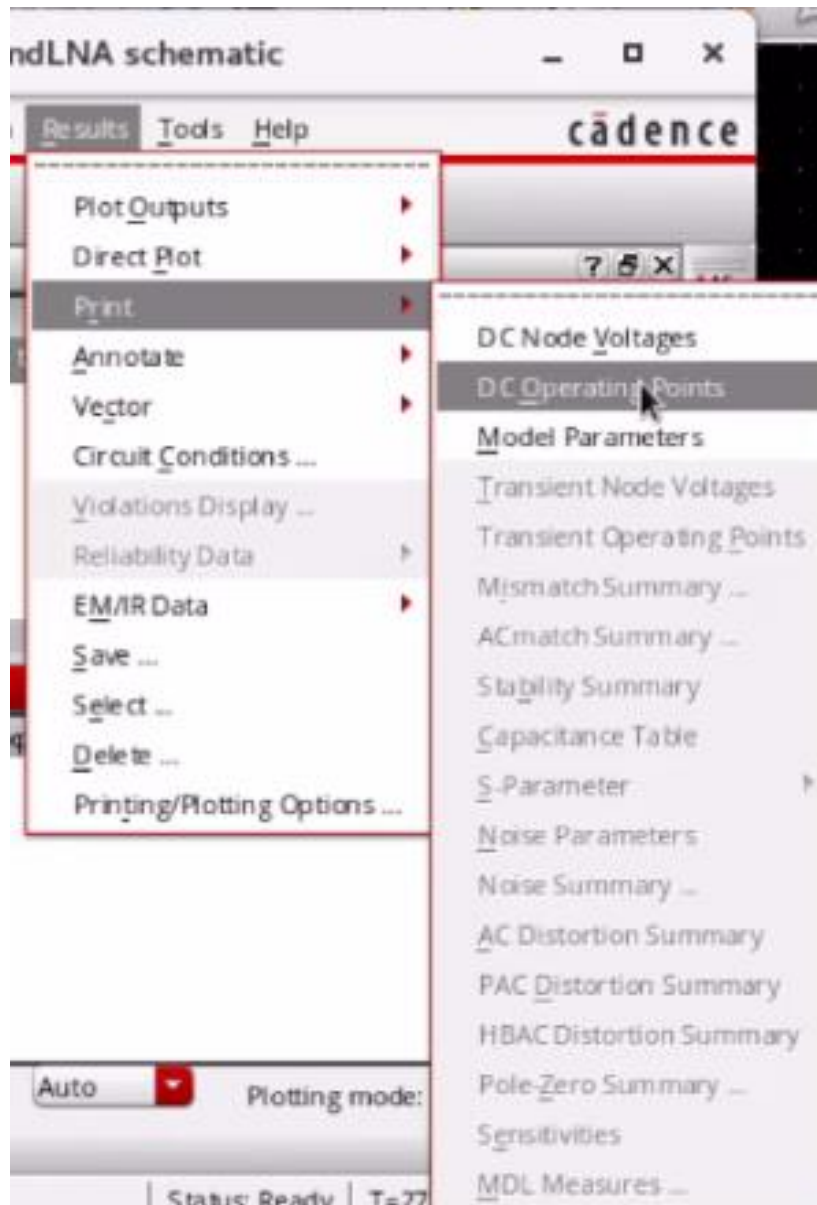 ndLNA schematic
Results Tools Help
cādence
Plot Outputs
Direct Plot
Print
Annotate
Vector
Circuit Conditions ...
Violations Display ...
Reliability Data
EM/IR Data
Save ...
Select ...
Delete ...
Printing/Plotting Options ...
DC Node Voltages
DC Operating Points
Model Parameters
Transient Node Voltages
Transient Operating Points
Mismatch Summary ...
ACmatch Summary ...
Stability Summary
Capacitance Table
S-Parameter
Noise Parameters
Noise Summary ...
AC Distortion Summary
PAC Distortion Summary
HBAC Distortion Summary
Pole-Zero Summary ...
Sensitivities
MDL Measures ...
Auto
Plotting mode:
Status: Ready T=27